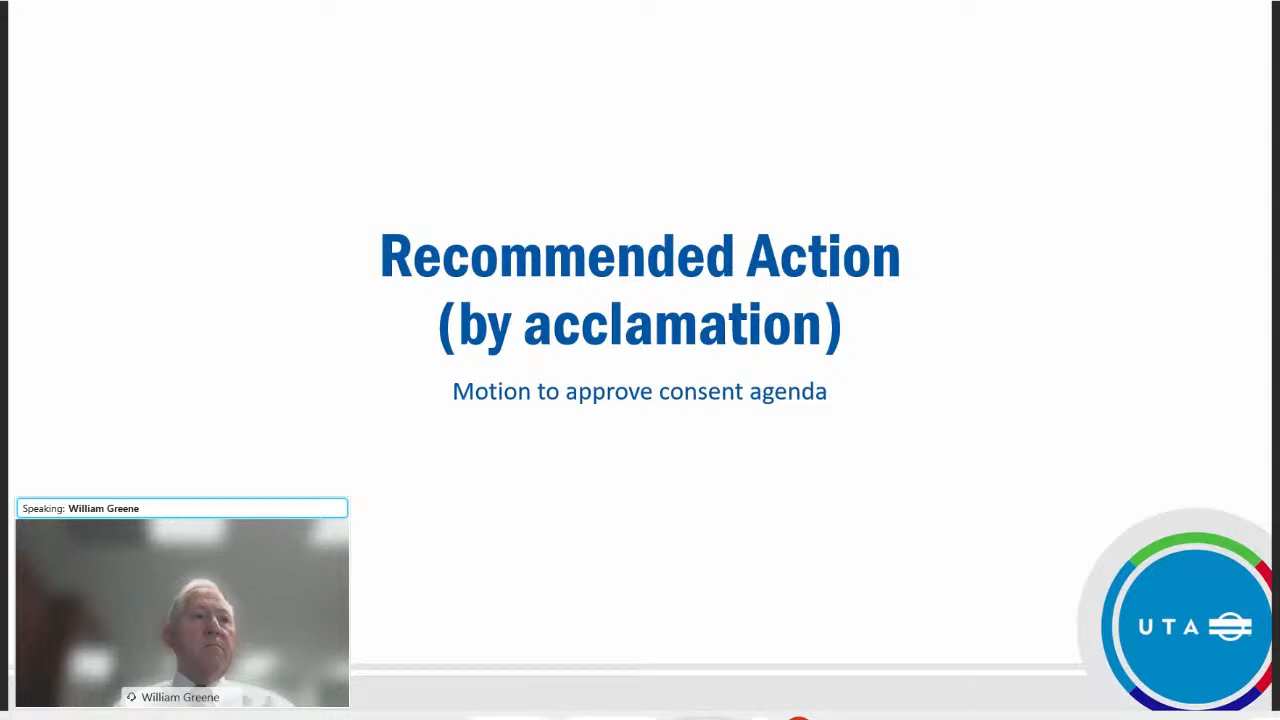 Recommended Action
(by acclamation)
Motion to approve consent agenda
Speaking: William Greene
William Greene
UTA